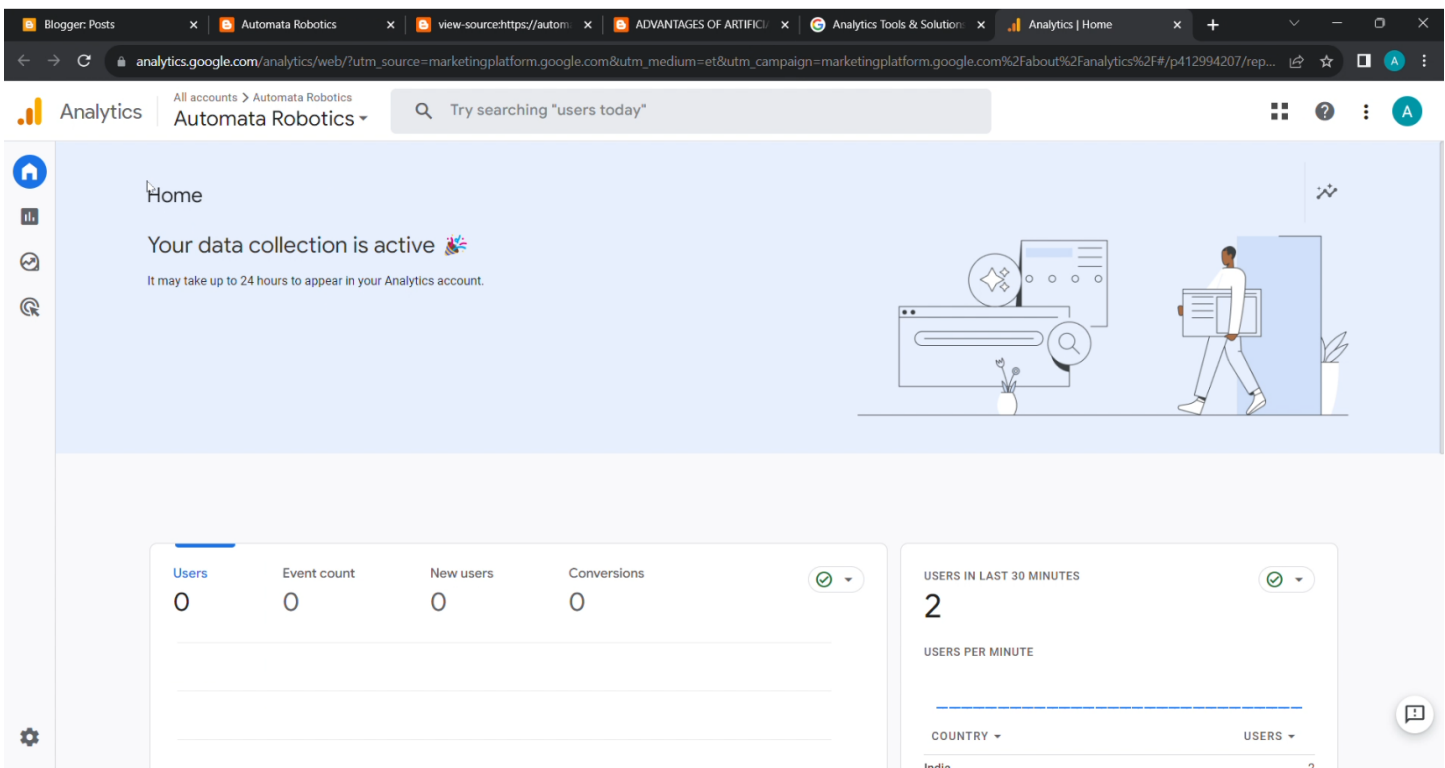 Blogger: Posts
Automata Robotics
view-source:https://autom
ADVANTAGES OF ARTIFICI
Analytics Tools & Solution
Analytics | Home
analytics.google.com/analytics/web/?utm_source=marketingplatform.google.com&utm_medium=et&utm_campaign=marketingplatform.google.com%2Fabout%2Fanalytics%2F#/p412994207/rep...
A
Analytics
All accounts > Automata Robotics
Automata Robotics
Try searching "users today"
A
Home
Your data collection is active
It may take up to 24 hours to appear in your Analytics account.
Users Event count New users Conversions
0 0 0 0
USERS IN LAST 30 MINUTES
2
USERS PER MINUTE
COUNTRY USERS
India 2